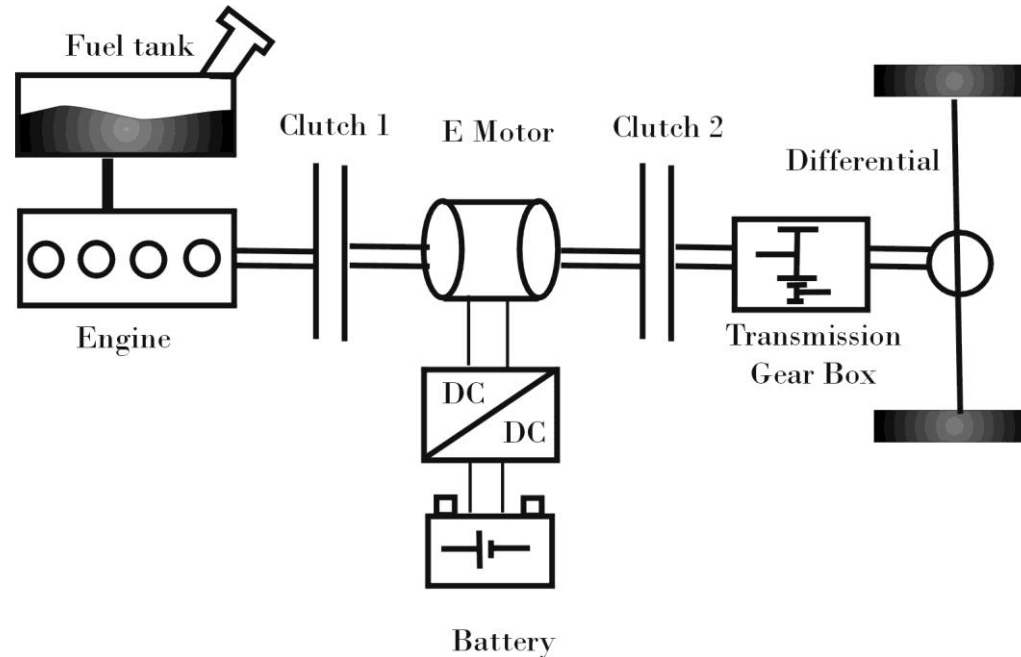 Fuel tank
Clutch 1
E Motor
Clutch 2
Differential
Engine
Transmission
Gear Box
DC
DC
Battery